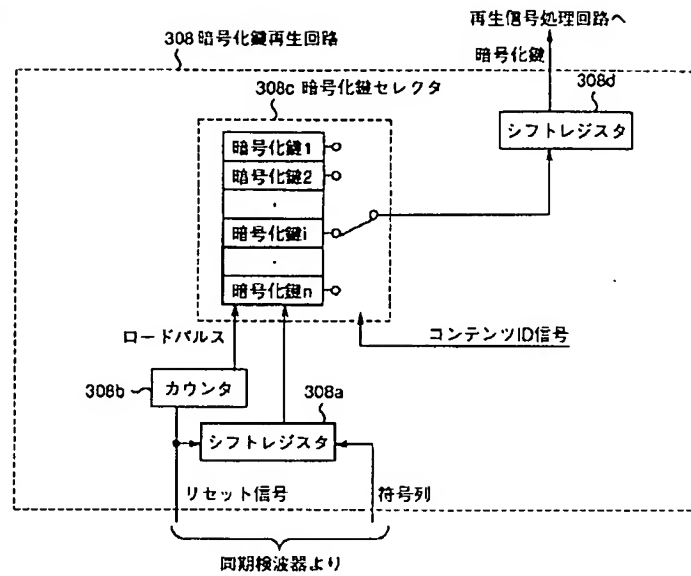 再生信号処理回路へ
308 暗号化鍵再生回路
暗号化鍵
308c 暗号化鍵セレクタ
308d
シフトレジスタ
暗号化鍵1
暗号化鍵2
・
暗号化鍵i
・
暗号化鍵n
ロードパルス
コンテンツID信号
308b
カウンタ
308a
シフトレジスタ
リセット信号
符号列
同期検波器より